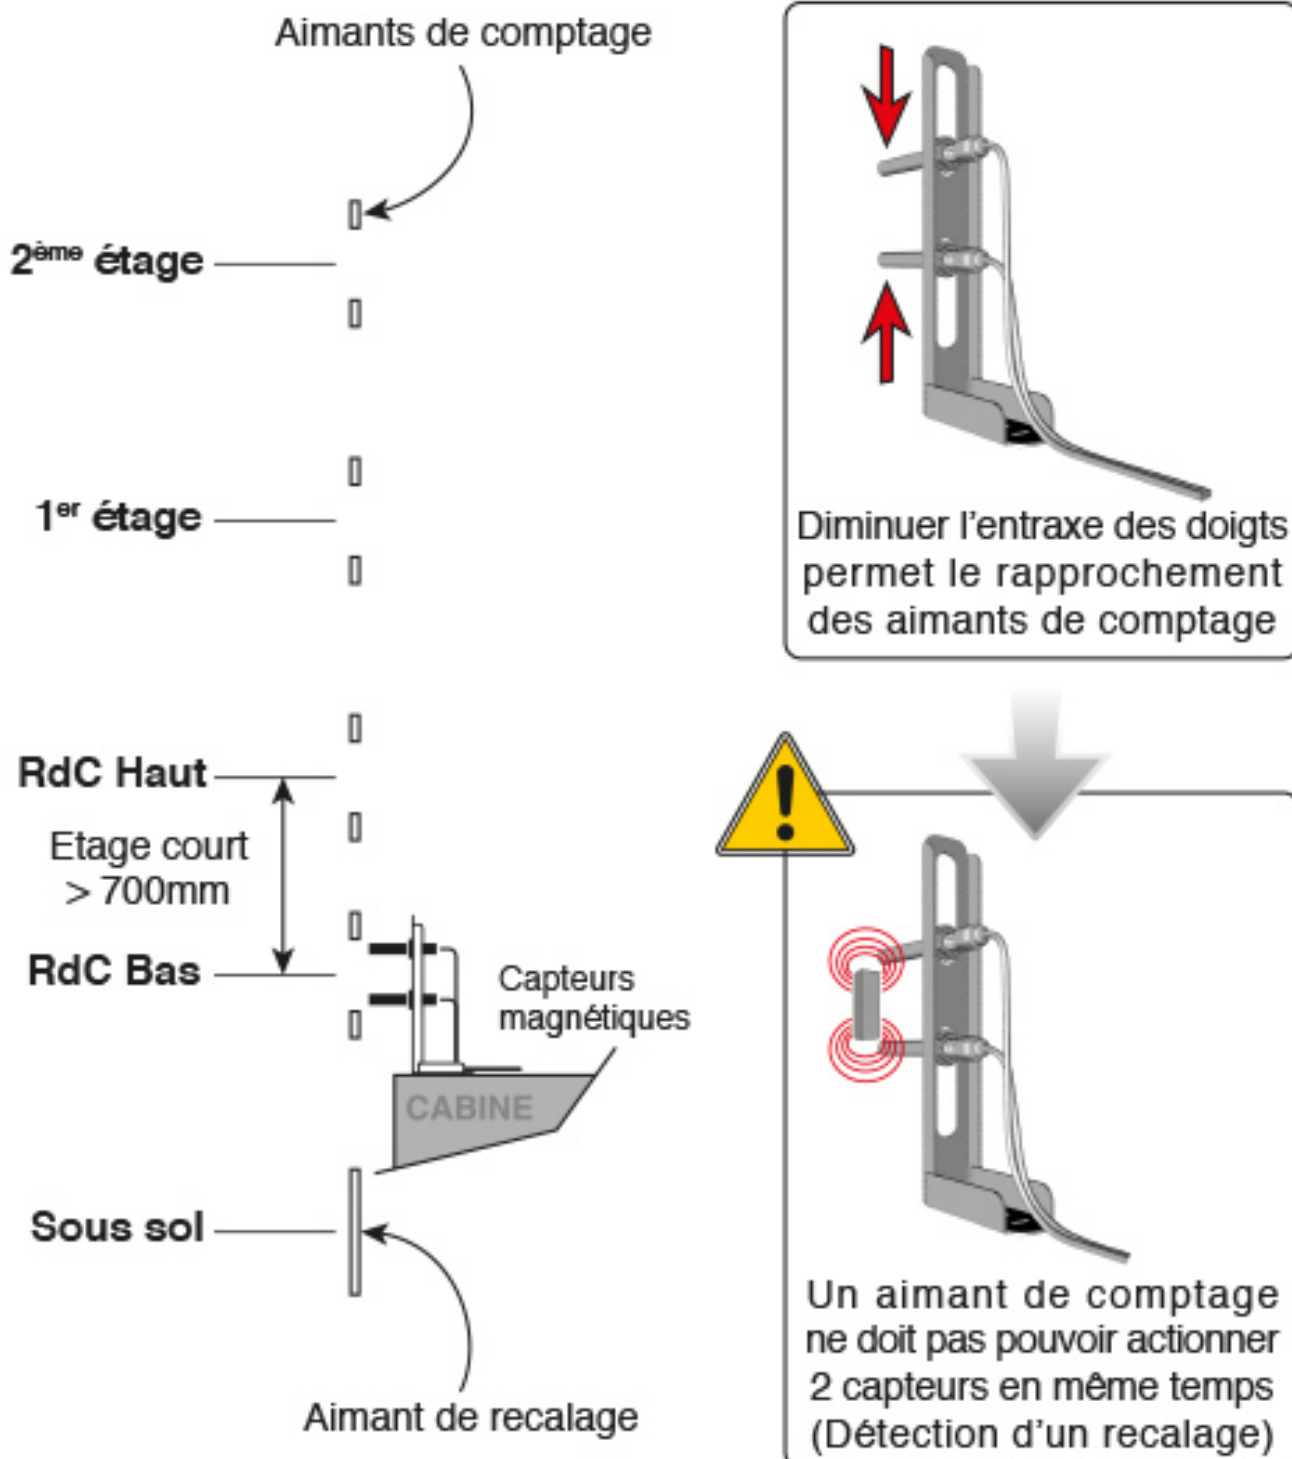 Aimants de comptage
2ème étage
1er étage
RdC Haut
Etage court
> 700mm
RdC Bas
Capteurs
magnétiques
CABINE
Sous sol
Aimant de recalage
Diminuer l'entraxe des doigts
permet le rapprochement
des aimants de comptage
Un aimant de comptage
ne doit pas pouvoir actionner
2 capteurs en même temps
(Détection d'un recalage)